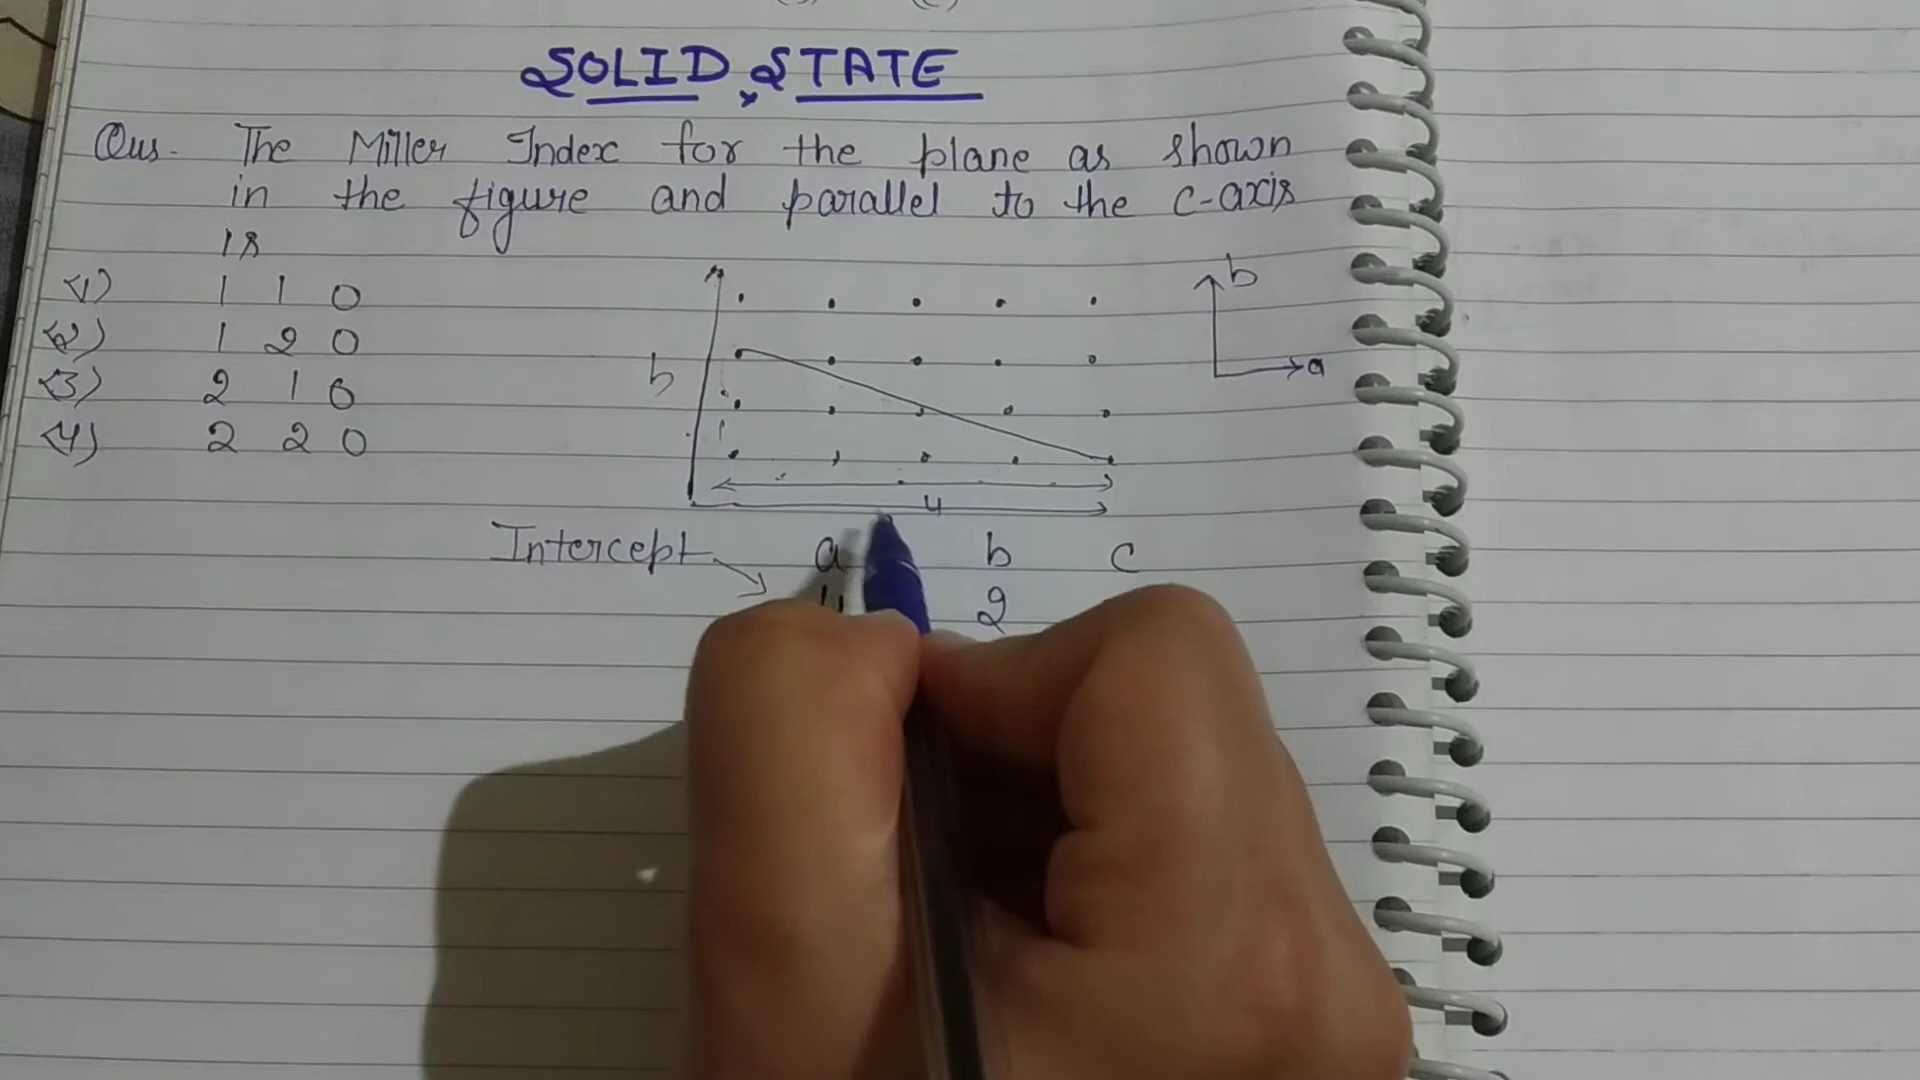 SOLID STATE
Qus. The Miller Index for the plane as shown
in the figure and parallel to the c-axis
is
(1) 1 1 0
(2) 1 2 0
(3) 2 1 0
(4) 2 2 0
b
b
a
4
Intercept a b c
4 2